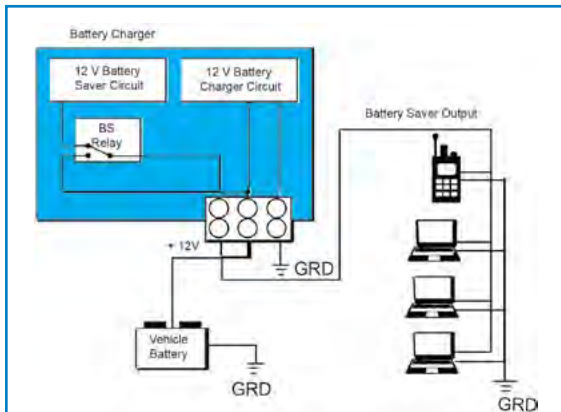 Battery Charger
12 V Battery
Saver Circuit
12 V Battery
Charger Circuit
BS
Relay
Battery Saver Output
+ 12V
GRD
Vehicle
Battery
GRD
GRD